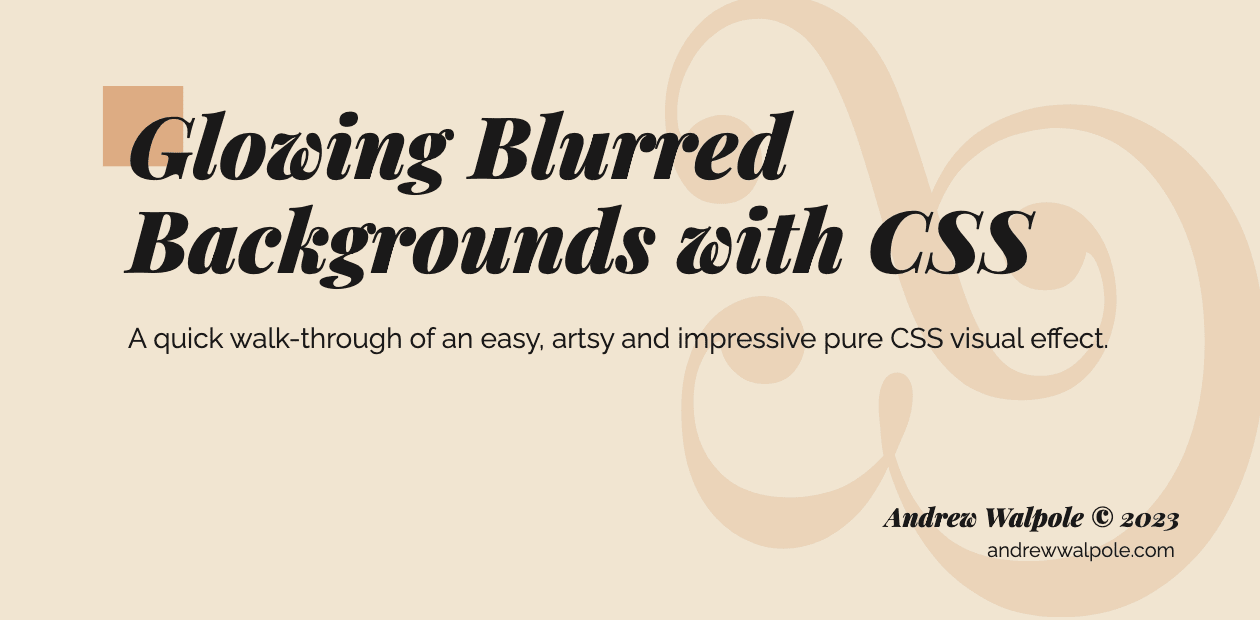 Glowing Blurred
Backgrounds with CSS
A quick walk-through of an easy, artsy and impressive pure CSS visual effect.
Andrew Walpole © 2023
andrewwalpole.com